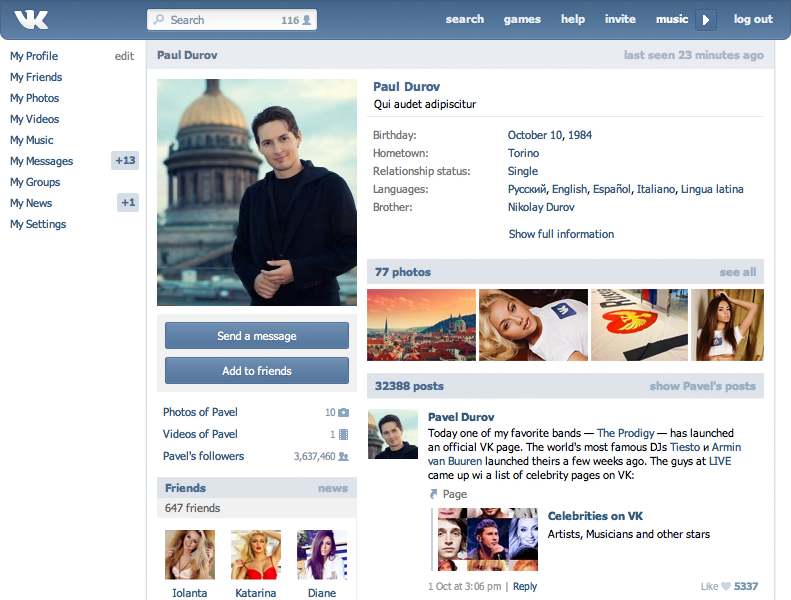 VK
Search 116
search games help invite music log out
My Profile edit
My Friends
My Photos
My Videos
My Music
My Messages +13
My Groups
My News +1
My Settings
Paul Durov last seen 23 minutes ago
Send a message
Add to friends
Photos of Pavel 10
Videos of Pavel 1
Pavel's followers 3,637,460
Friends news
647 friends
Iolanta Katarina Diane
Paul Durov
Qui audet adipiscitur
Birthday: October 10, 1984
Hometown: Torino
Relationship status: Single
Languages: Русский, English, Español, Italiano, Lingua latina
Brother: Nikolay Durov
Show full information
77 photos see all
32388 posts show Pavel's posts
Pavel Durov
Today one of my favorite bands — The Prodigy — has launched
an official VK page. The world's most famous DJs Tiesto и Armin
van Buuren launched theirs a few weeks ago. The guys at LIVE
came up wi a list of celebrity pages on VK:
Page
Celebrities on VK
Artists, Musicians and other stars
1 Oct at 3:06 pm | Reply Like 5337